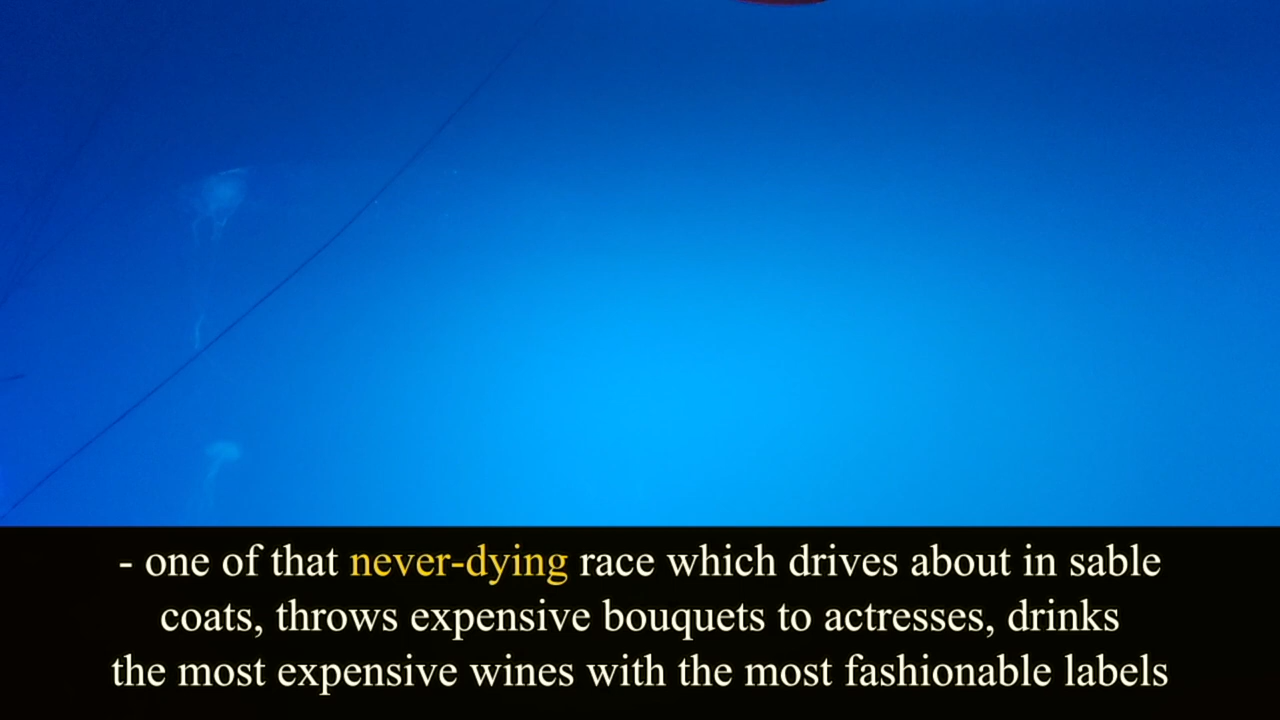 - one of that never-dying race which drives about in sable
coats, throws expensive bouquets to actresses, drinks
the most expensive wines with the most fashionable labels